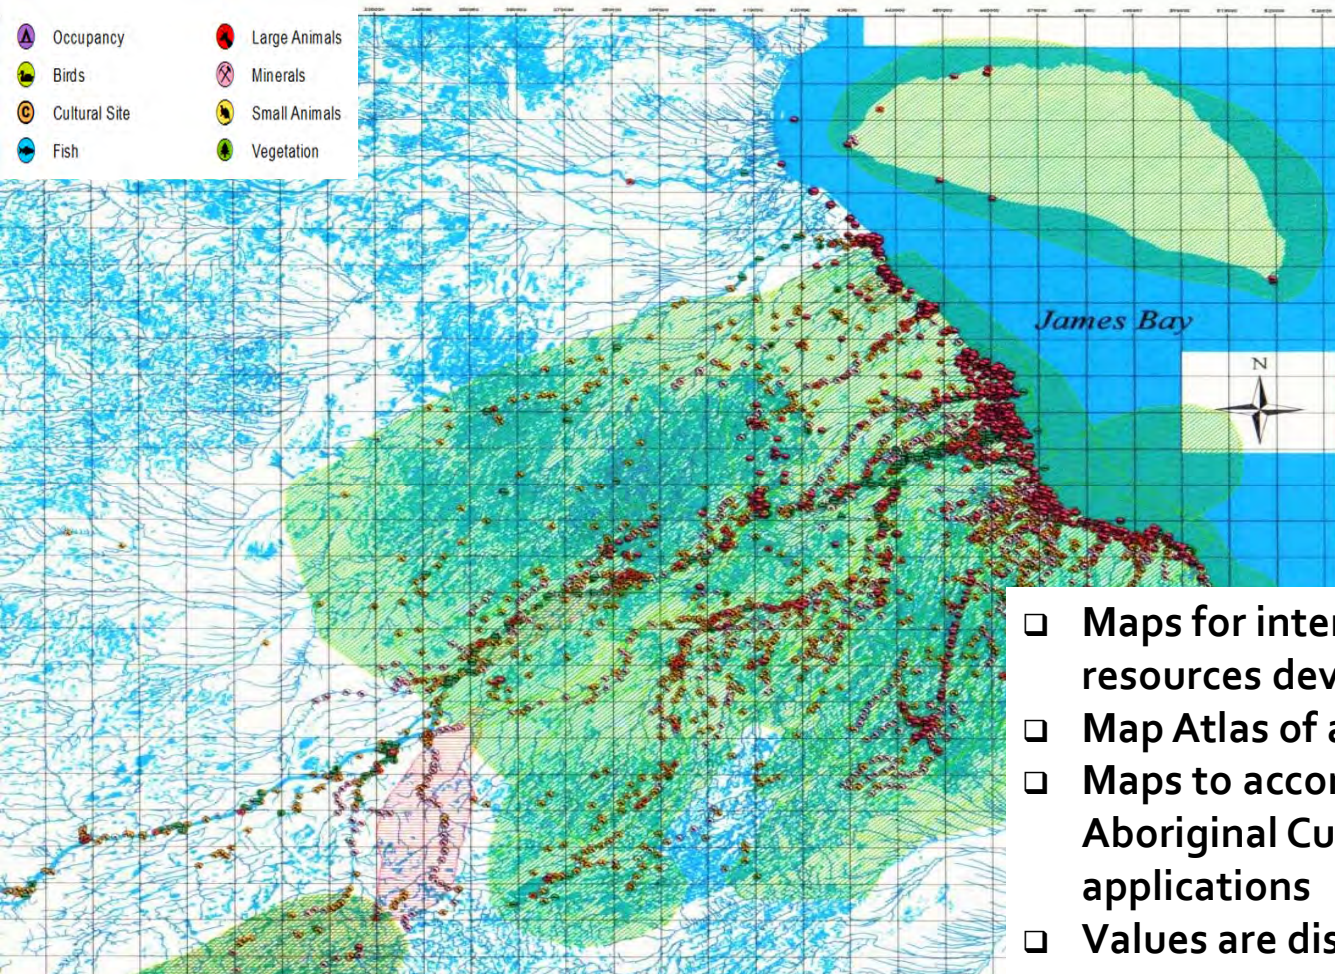 Occupancy
Birds
Cultural Site
Fish
Large Animals
Minerals
Small Animals
Vegetation
James Bay
N
❑ Maps for inter
resources dev
❑ Map Atlas of a
❑ Maps to accor
Aboriginal Cu
applications
❑ Values are dis